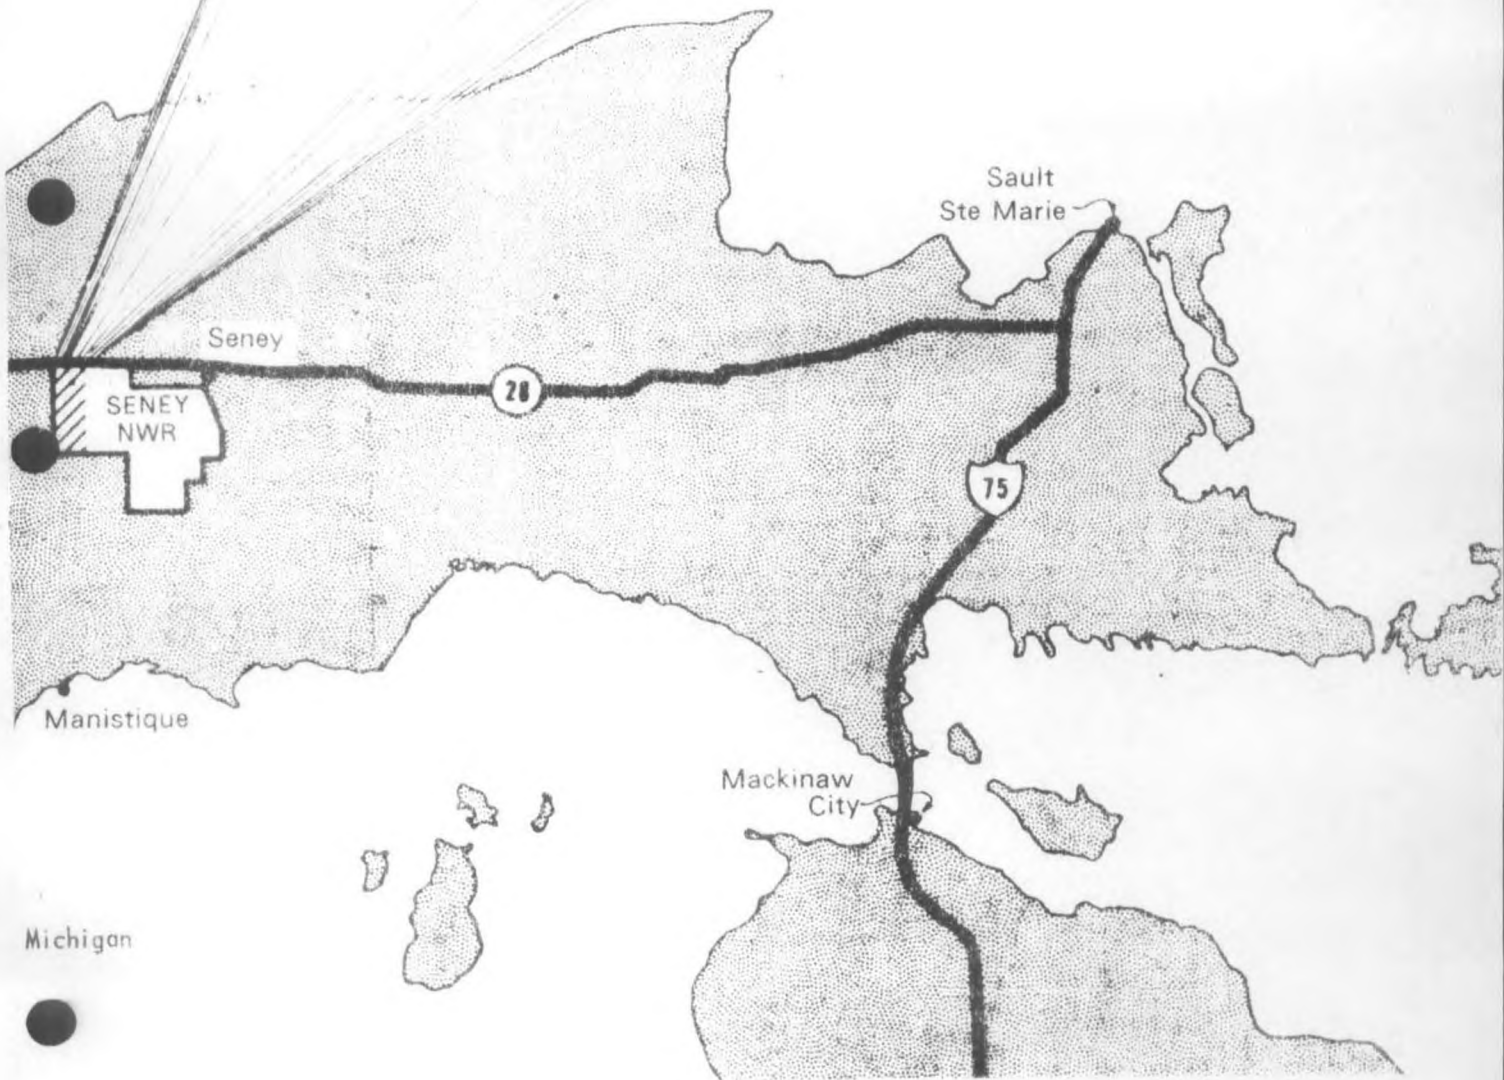 Sault
Ste Marie
Seney
28
SENEY
NWR
75
Manistique
Mackinaw
City
Michigan